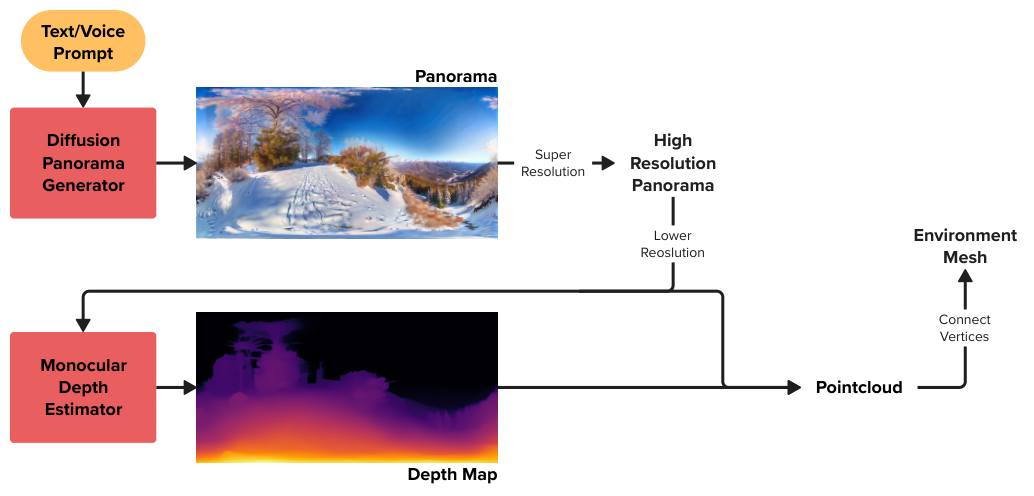 Text/Voice
Prompt
Panorama
Diffusion
Panorama
Generator
Super
Resolution
High
Resolution
Panorama
Lower
Reoslution
Environment
Mesh
Connect
Vertices
Monocular
Depth
Estimator
Pointcloud
Depth Map